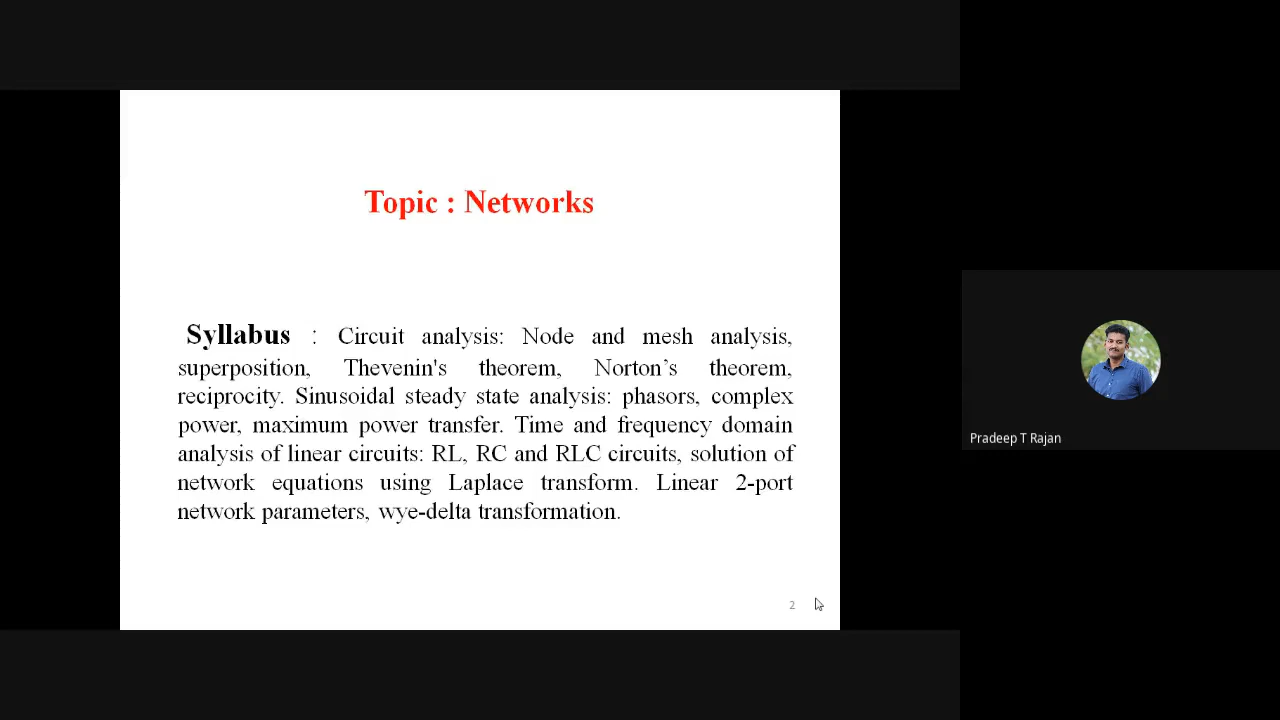 Topic : Networks
Syllabus : Circuit analysis: Node and mesh analysis,
superposition, Thevenin's theorem, Norton’s theorem,
reciprocity. Sinusoidal steady state analysis: phasors, complex
power, maximum power transfer. Time and frequency domain
analysis of linear circuits: RL, RC and RLC circuits, solution of
network equations using Laplace transform. Linear 2-port
network parameters, wye-delta transformation.
2
Pradeep T Rajan